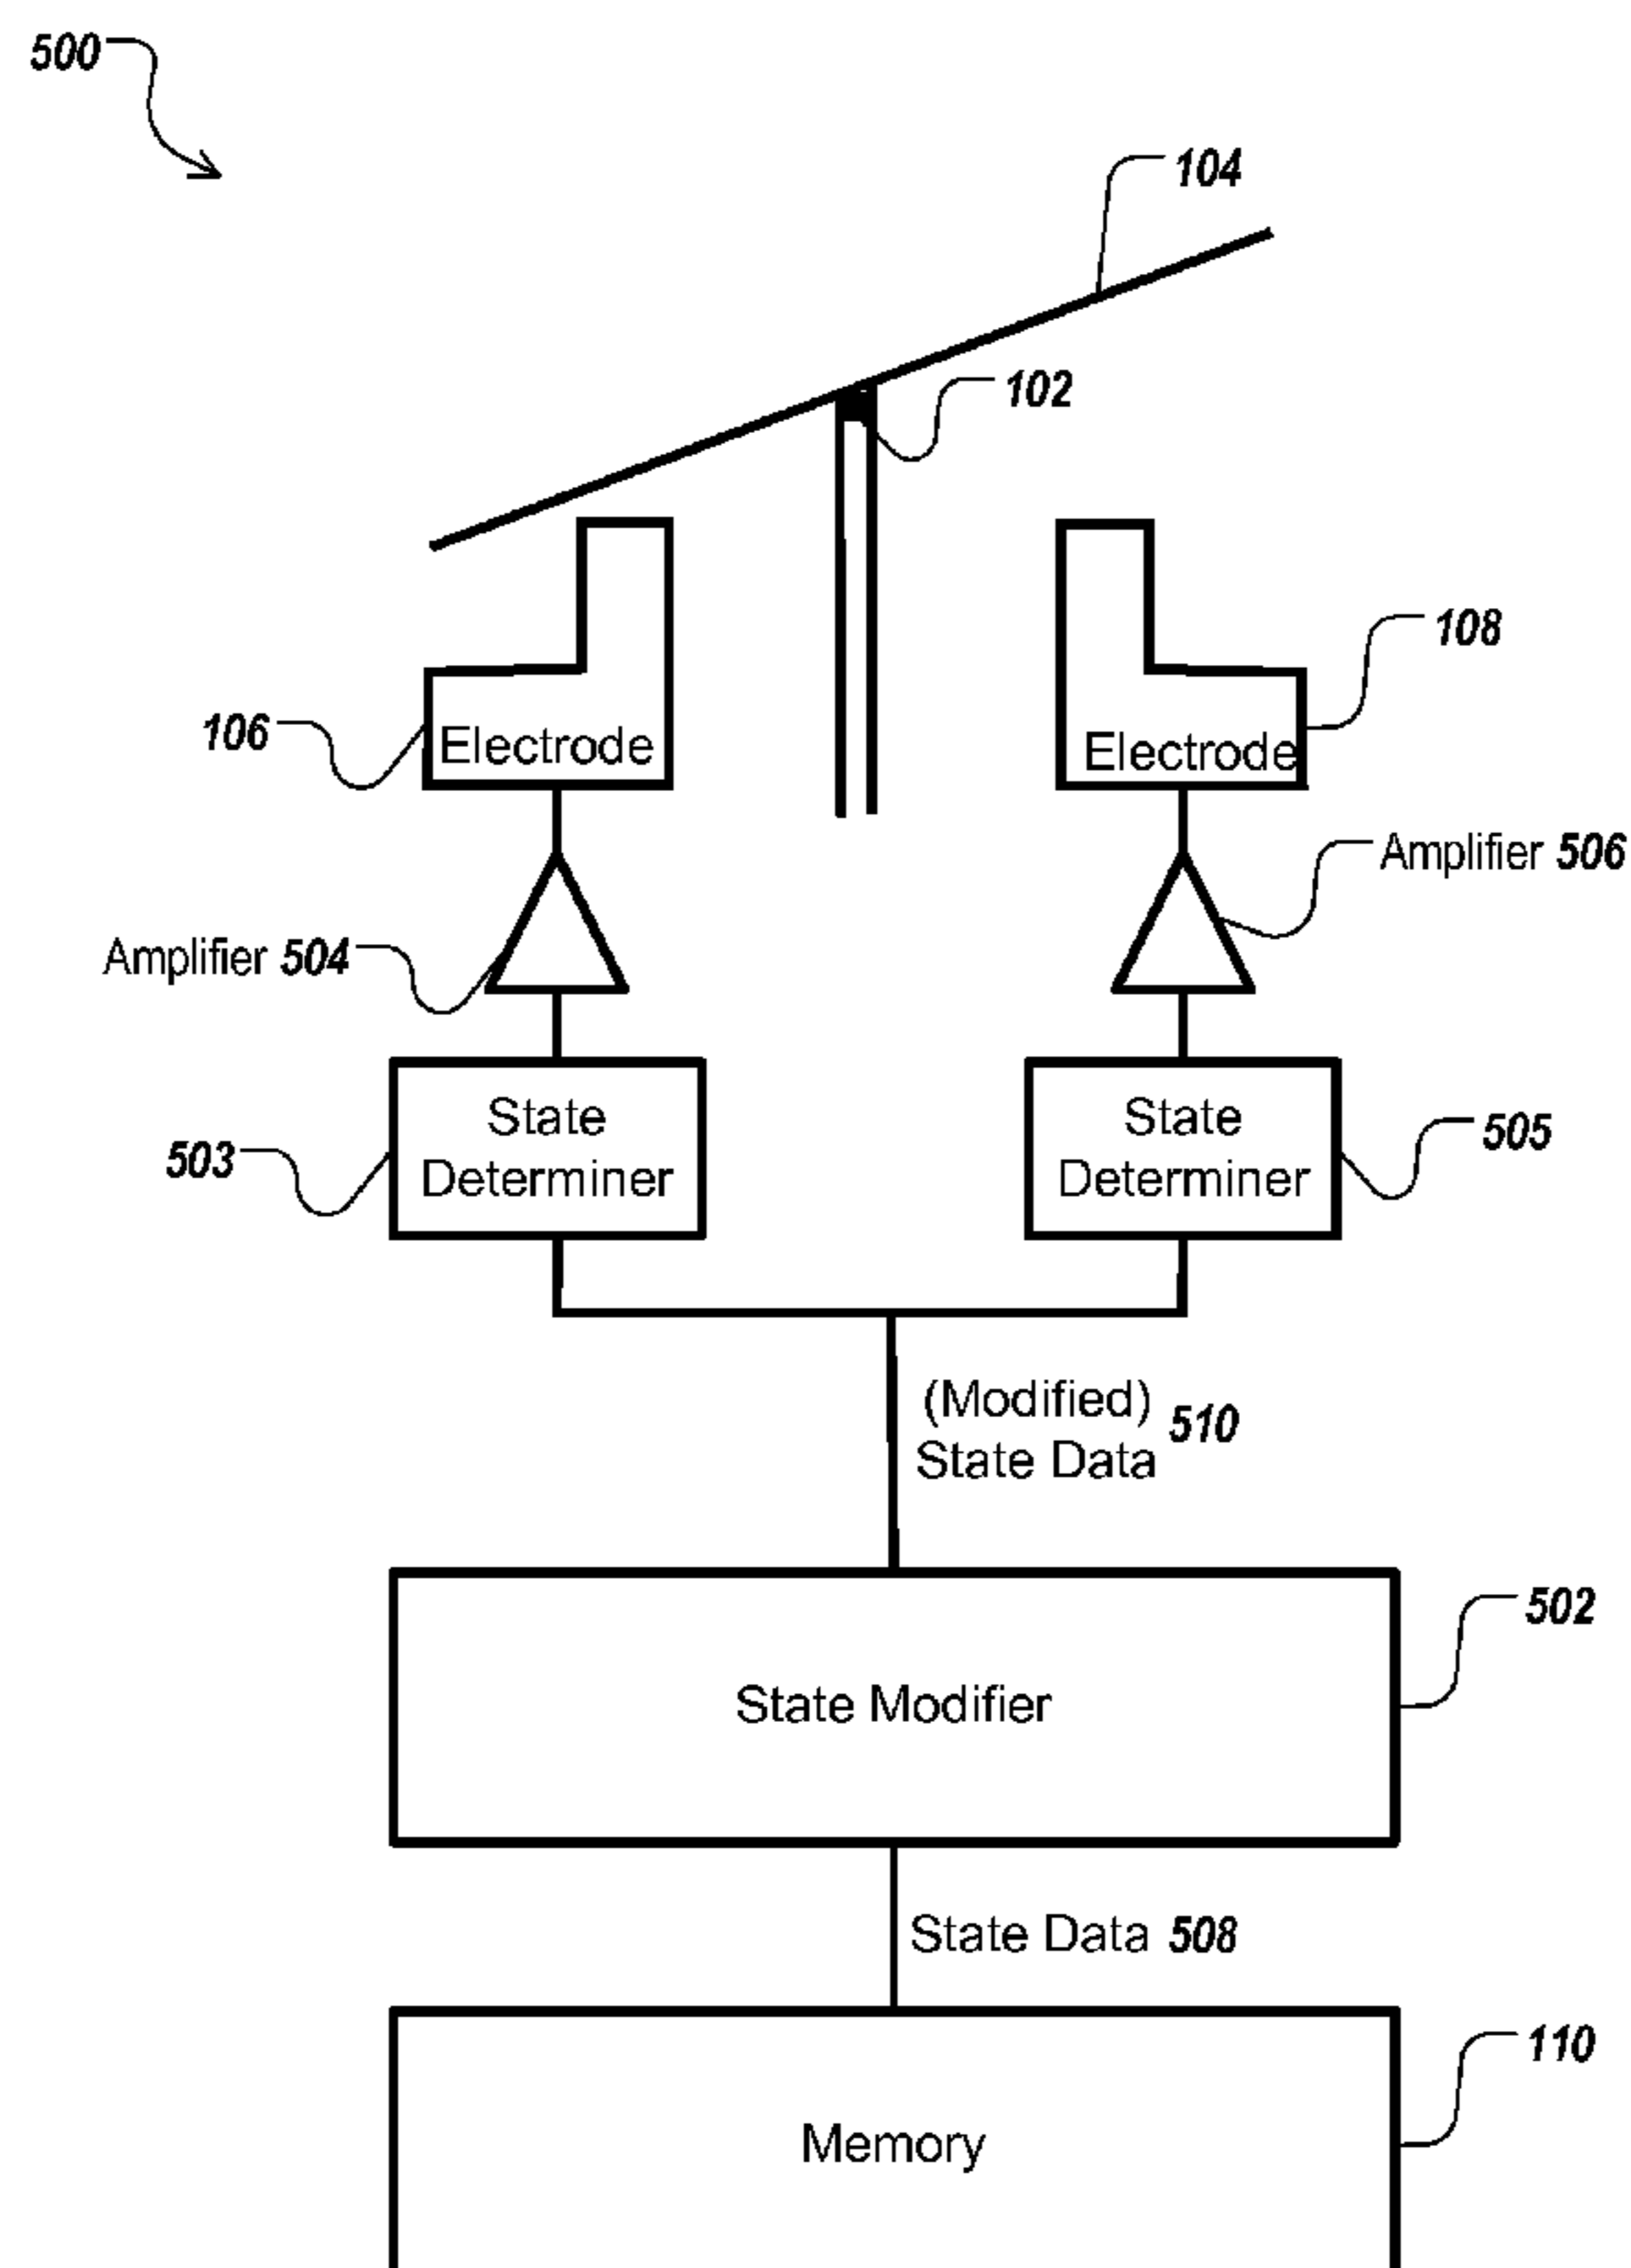 500
104
102
108
106
Electrode
Electrode
Amplifier 506
Amplifier 504
State
Determiner
State
Determiner
503
505
(Modified)
State Data
510
502
State Modifier
State Data 508
110
Memory